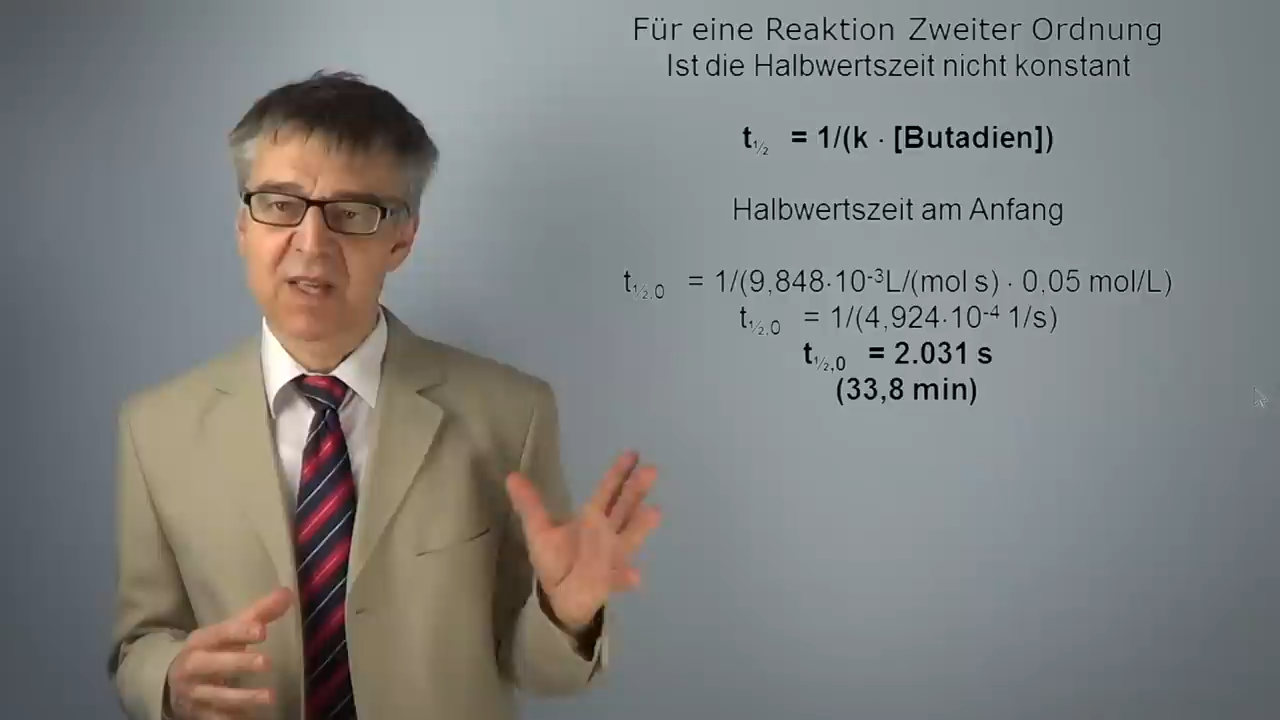 Für eine Reaktion Zweiter Ordnung
Ist die Halbwertszeit nicht konstant
t½ = 1/(k · [Butadien])
Halbwertszeit am Anfang
t½,0 = 1/(9,848·10⁻³L/(mol s) · 0,05 mol/L)
t½,0 = 1/(4,924·10⁻⁴ 1/s)
t½,0 = 2.031 s
(33,8 min)